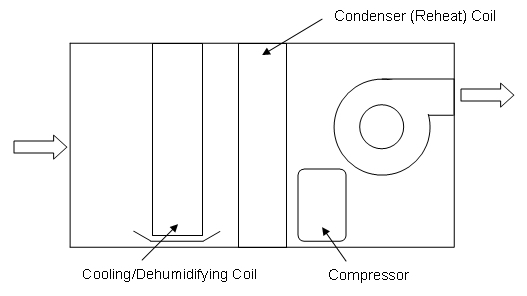 Condenser (Reheat) Coil
Cooling/Dehumidifying Coil
Compressor